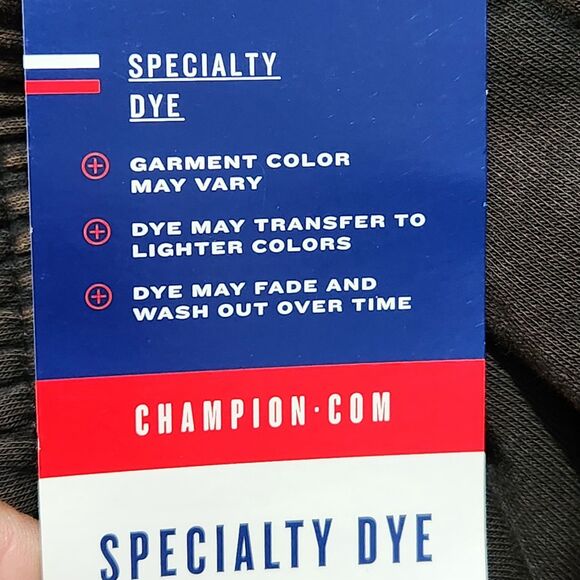 SPECIALTY
DYE
GARMENT COLOR
MAY VARY
DYE MAY TRANSFER TO
LIGHTER COLORS
DYE MAY FADE AND
WASH OUT OVER TIME
CHAMPION·COM
SPECIALTY DYE